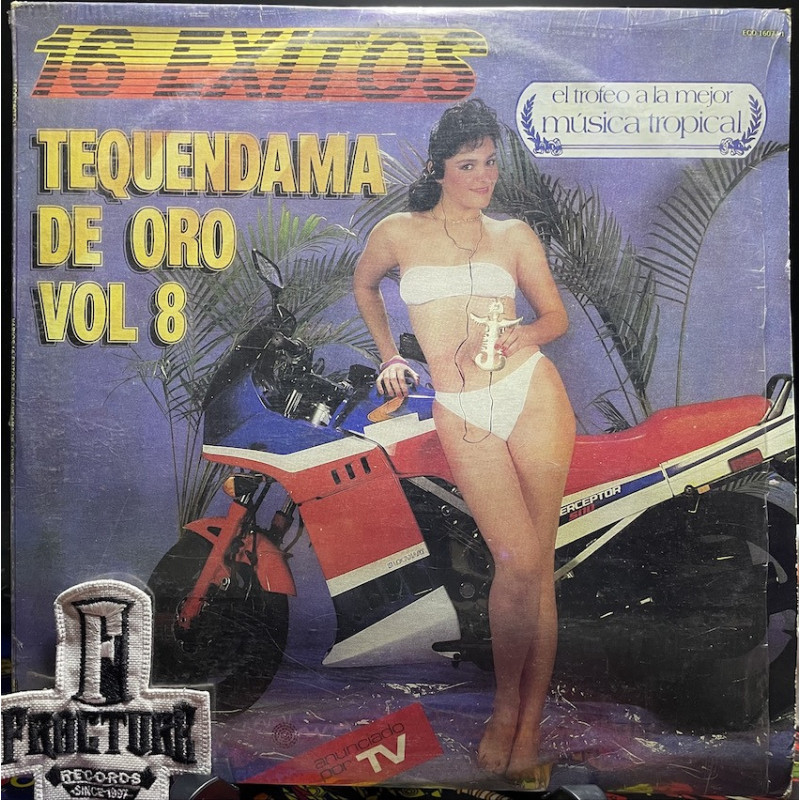 16 EXITOS
el trofeo a la mejor
música tropical
TEQUENDAMA
DE ORO
VOL 8
ERCEPTOR
500
anunciado
por TV
F
FRACTURE
RECORDS
SINCE 1997